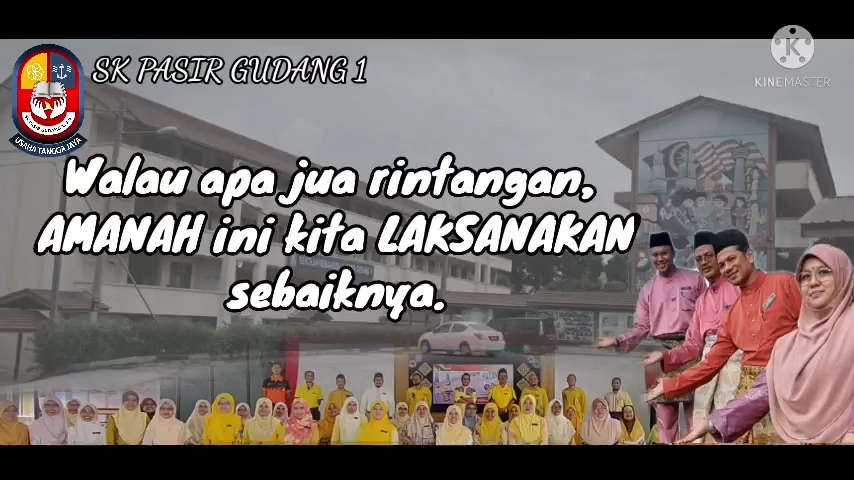 SK PASIR GUDANG 1
KINEMASTER
USAHA TANGGA JAYA
Walau apa jua rintangan,
AMANAH ini kita LAKSANAKAN
sebaiknya.